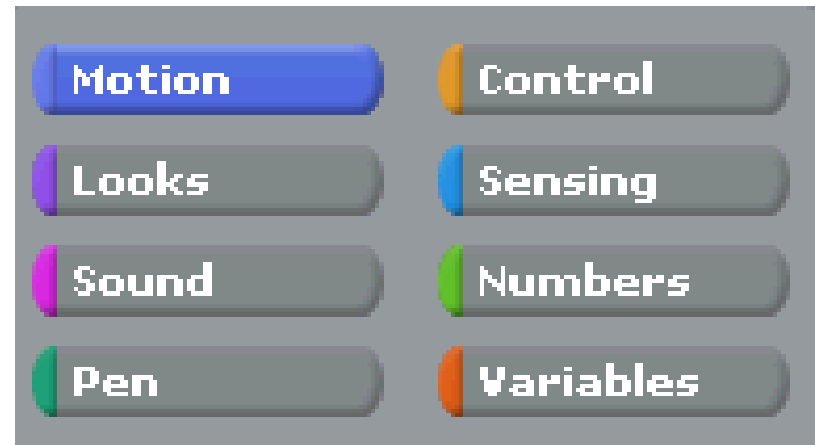 Motion
Control
Looks
Sensing
Sound
Numbers
Pen
Variables